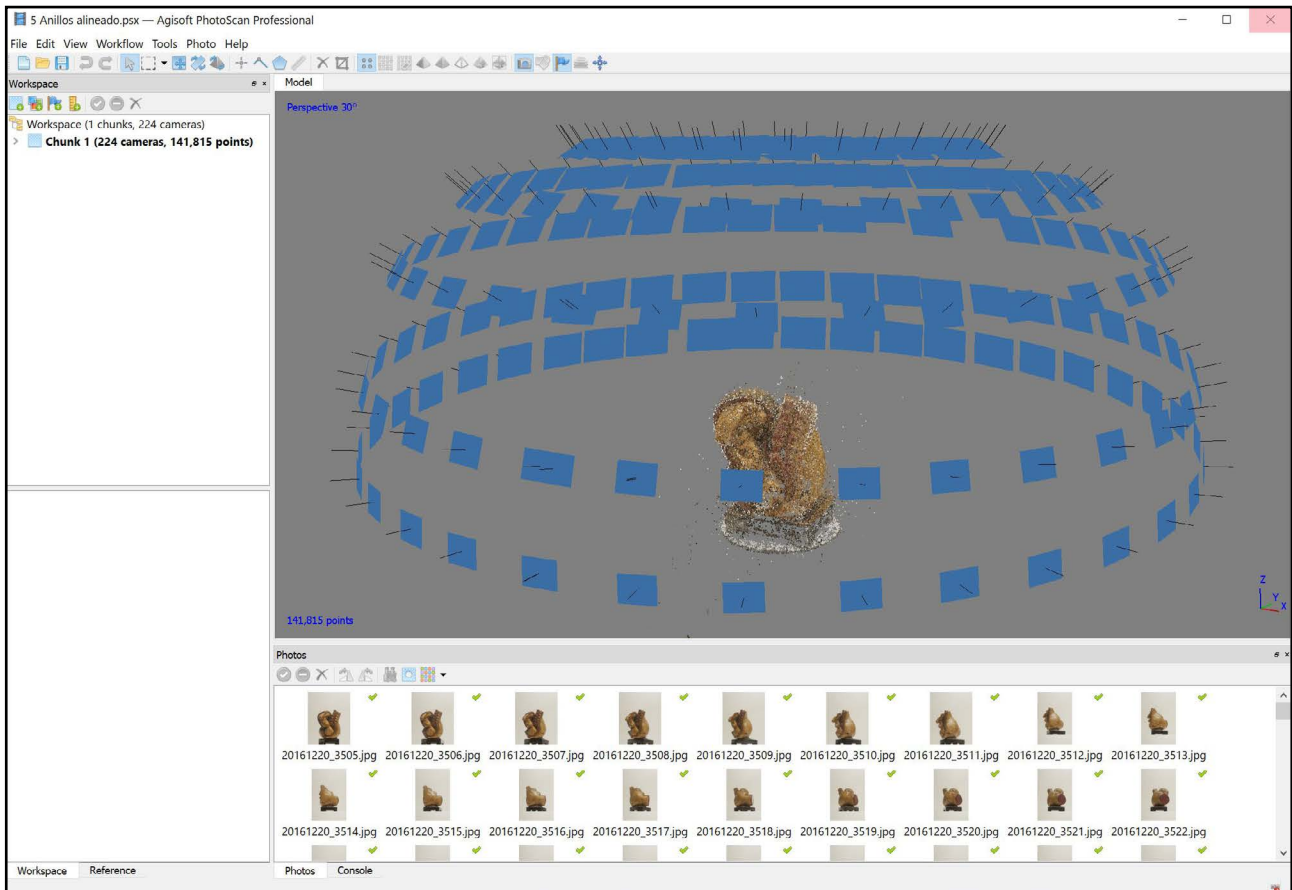 5 Anillos alineado.psx — Agisoft PhotoScan Professional
File Edit View Workflow Tools Photo Help
Workspace
Model
Workspace (1 chunks, 224 cameras)
Chunk 1 (224 cameras, 141,815 points)
Perspective 30°
Z
Y
X
141,815 points
Photos
20161220_3505.jpg 20161220_3506.jpg 20161220_3507.jpg 20161220_3508.jpg 20161220_3509.jpg 20161220_3510.jpg 20161220_3511.jpg 20161220_3512.jpg 20161220_3513.jpg
20161220_3514.jpg 20161220_3515.jpg 20161220_3516.jpg 20161220_3517.jpg 20161220_3518.jpg 20161220_3519.jpg 20161220_3520.jpg 20161220_3521.jpg 20161220_3522.jpg
Workspace Reference
Photos Console